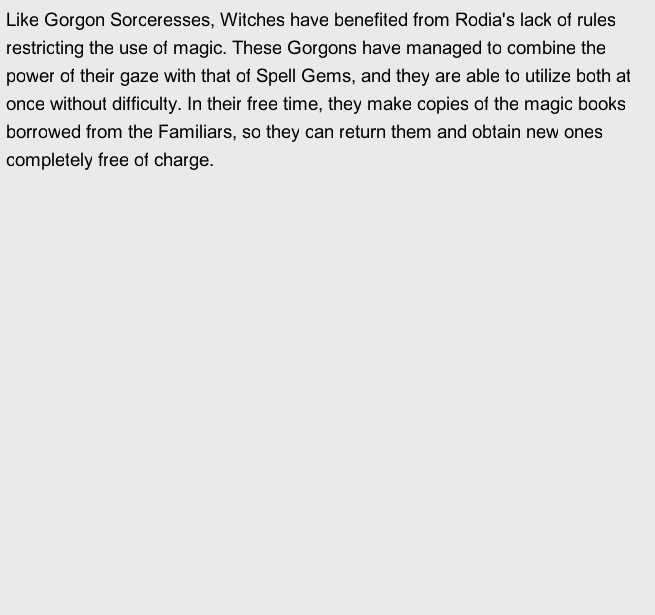 Like Gorgon Sorceresses, Witches have benefited from Rodia's lack of rules
restricting the use of magic. These Gorgons have managed to combine the
power of their gaze with that of Spell Gems, and they are able to utilize both at
once without difficulty. In their free time, they make copies of the magic books
borrowed from the Familiars, so they can return them and obtain new ones
completely free of charge.